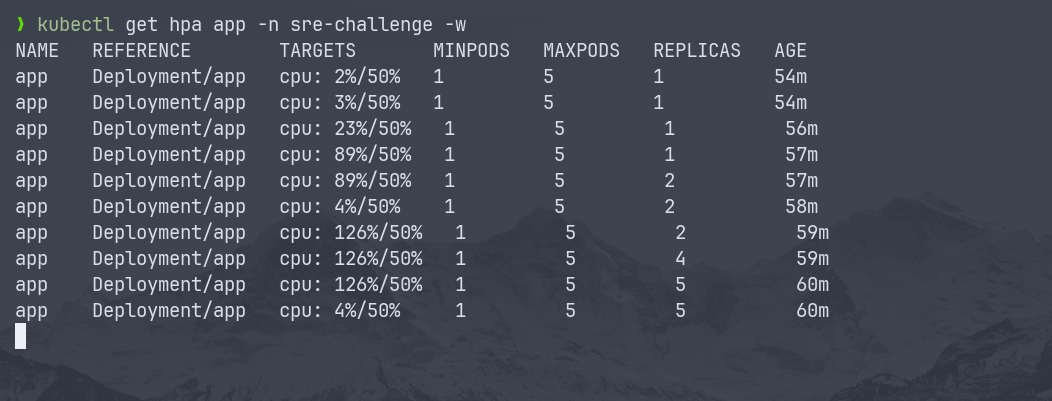 ❯ kubectl get hpa app -n sre-challenge -w
NAME   REFERENCE        TARGETS       MINPODS   MAXPODS   REPLICAS   AGE
app    Deployment/app   cpu: 2%/50%   1         5         1          54m
app    Deployment/app   cpu: 3%/50%   1         5         1          54m
app    Deployment/app   cpu: 23%/50%   1         5         1          56m
app    Deployment/app   cpu: 89%/50%   1         5         1          57m
app    Deployment/app   cpu: 89%/50%   1         5         2          57m
app    Deployment/app   cpu: 4%/50%    1         5         2          58m
app    Deployment/app   cpu: 126%/50%   1         5         2          59m
app    Deployment/app   cpu: 126%/50%   1         5         4          59m
app    Deployment/app   cpu: 126%/50%   1         5         5          60m
app    Deployment/app   cpu: 4%/50%     1         5         5          60m